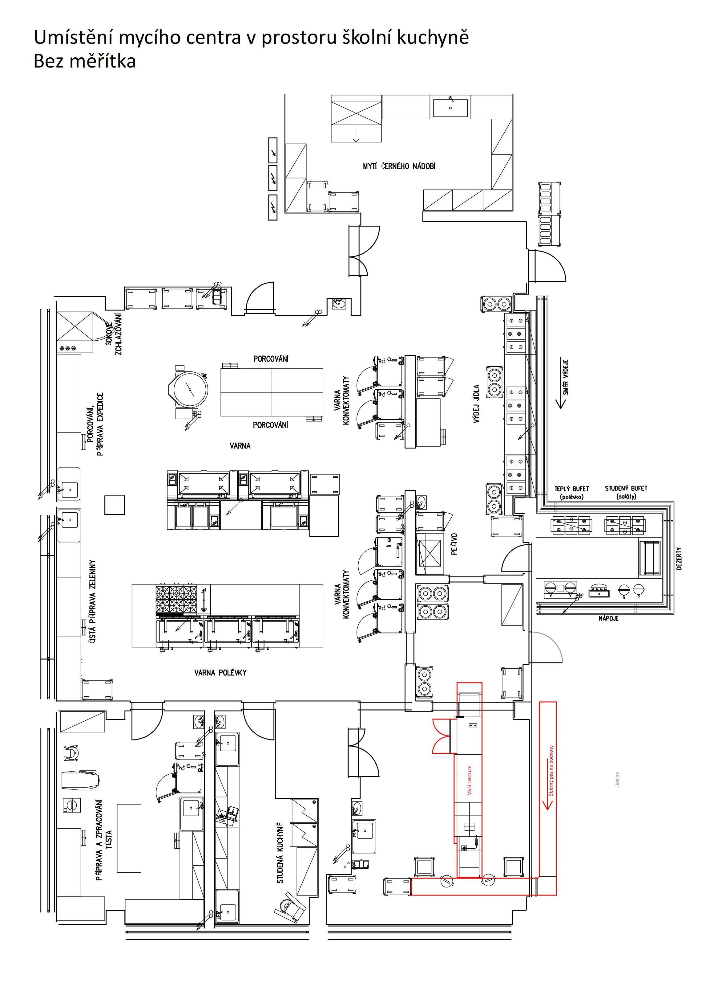 Umístění mycího centra v prostoru školní kuchyně
Bez měřítka
MYTÍ ČERNÉHO NÁDOBÍ
ŠOKOVÉ
ZCHLAZOVÁNÍ
PORCOVÁNÍ
PORCOVÁNÍ,
PŘÍPRAVA EXPEDICE
VARNA
KONVEKTOMATY
VÝDEJ JÍDLA
SMĚR VÝDEJE
PORCOVÁNÍ
VARNA
TEPLÝ BUFET
(polévka)
STUDENÝ BUFET
(saláty)
PEČIVO
DEZERTY
ČISTÁ PŘÍPRAVA ZELENINY
VARNA
KONVEKTOMATY
NÁPOJE
VARNA POLÉVKY
Mycí centrum
Sběrný pás na podnosy
Jídelna
PŘÍPRAVA A ZPRACOVÁNÍ
TĚSTA
STUDENÁ KUCHYNĚ